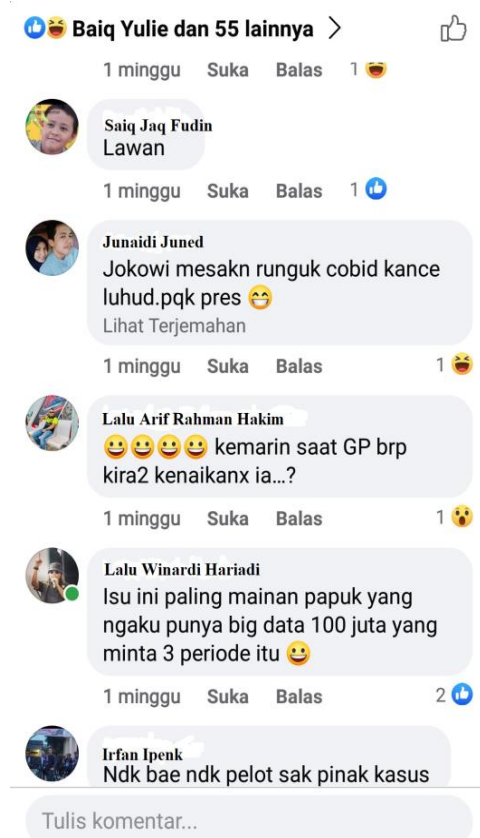 Baiq Yulie dan 55 lainnya >
1 minggu Suka Balas 1
Saiq Jaq Fudin
Lawan
1 minggu Suka Balas 1
Junaidi Juned
Jokowi mesakn runguk cobid kance
luhud.pqk pres 😁
Lihat Terjemahan
1 minggu Suka Balas 1
Lalu Arif Rahman Hakim
😀😀😀😀 kemarin saat GP brp
kira2 kenaikanx ia...?
1 minggu Suka Balas 1
Lalu Winardi Hariadi
Isu ini paling mainan papuk yang
ngaku punya big data 100 juta yang
minta 3 periode itu 😀
1 minggu Suka Balas 2
Irfan Ipenk
Ndk bae ndk pelot sak pinak kasus
Tulis komentar...